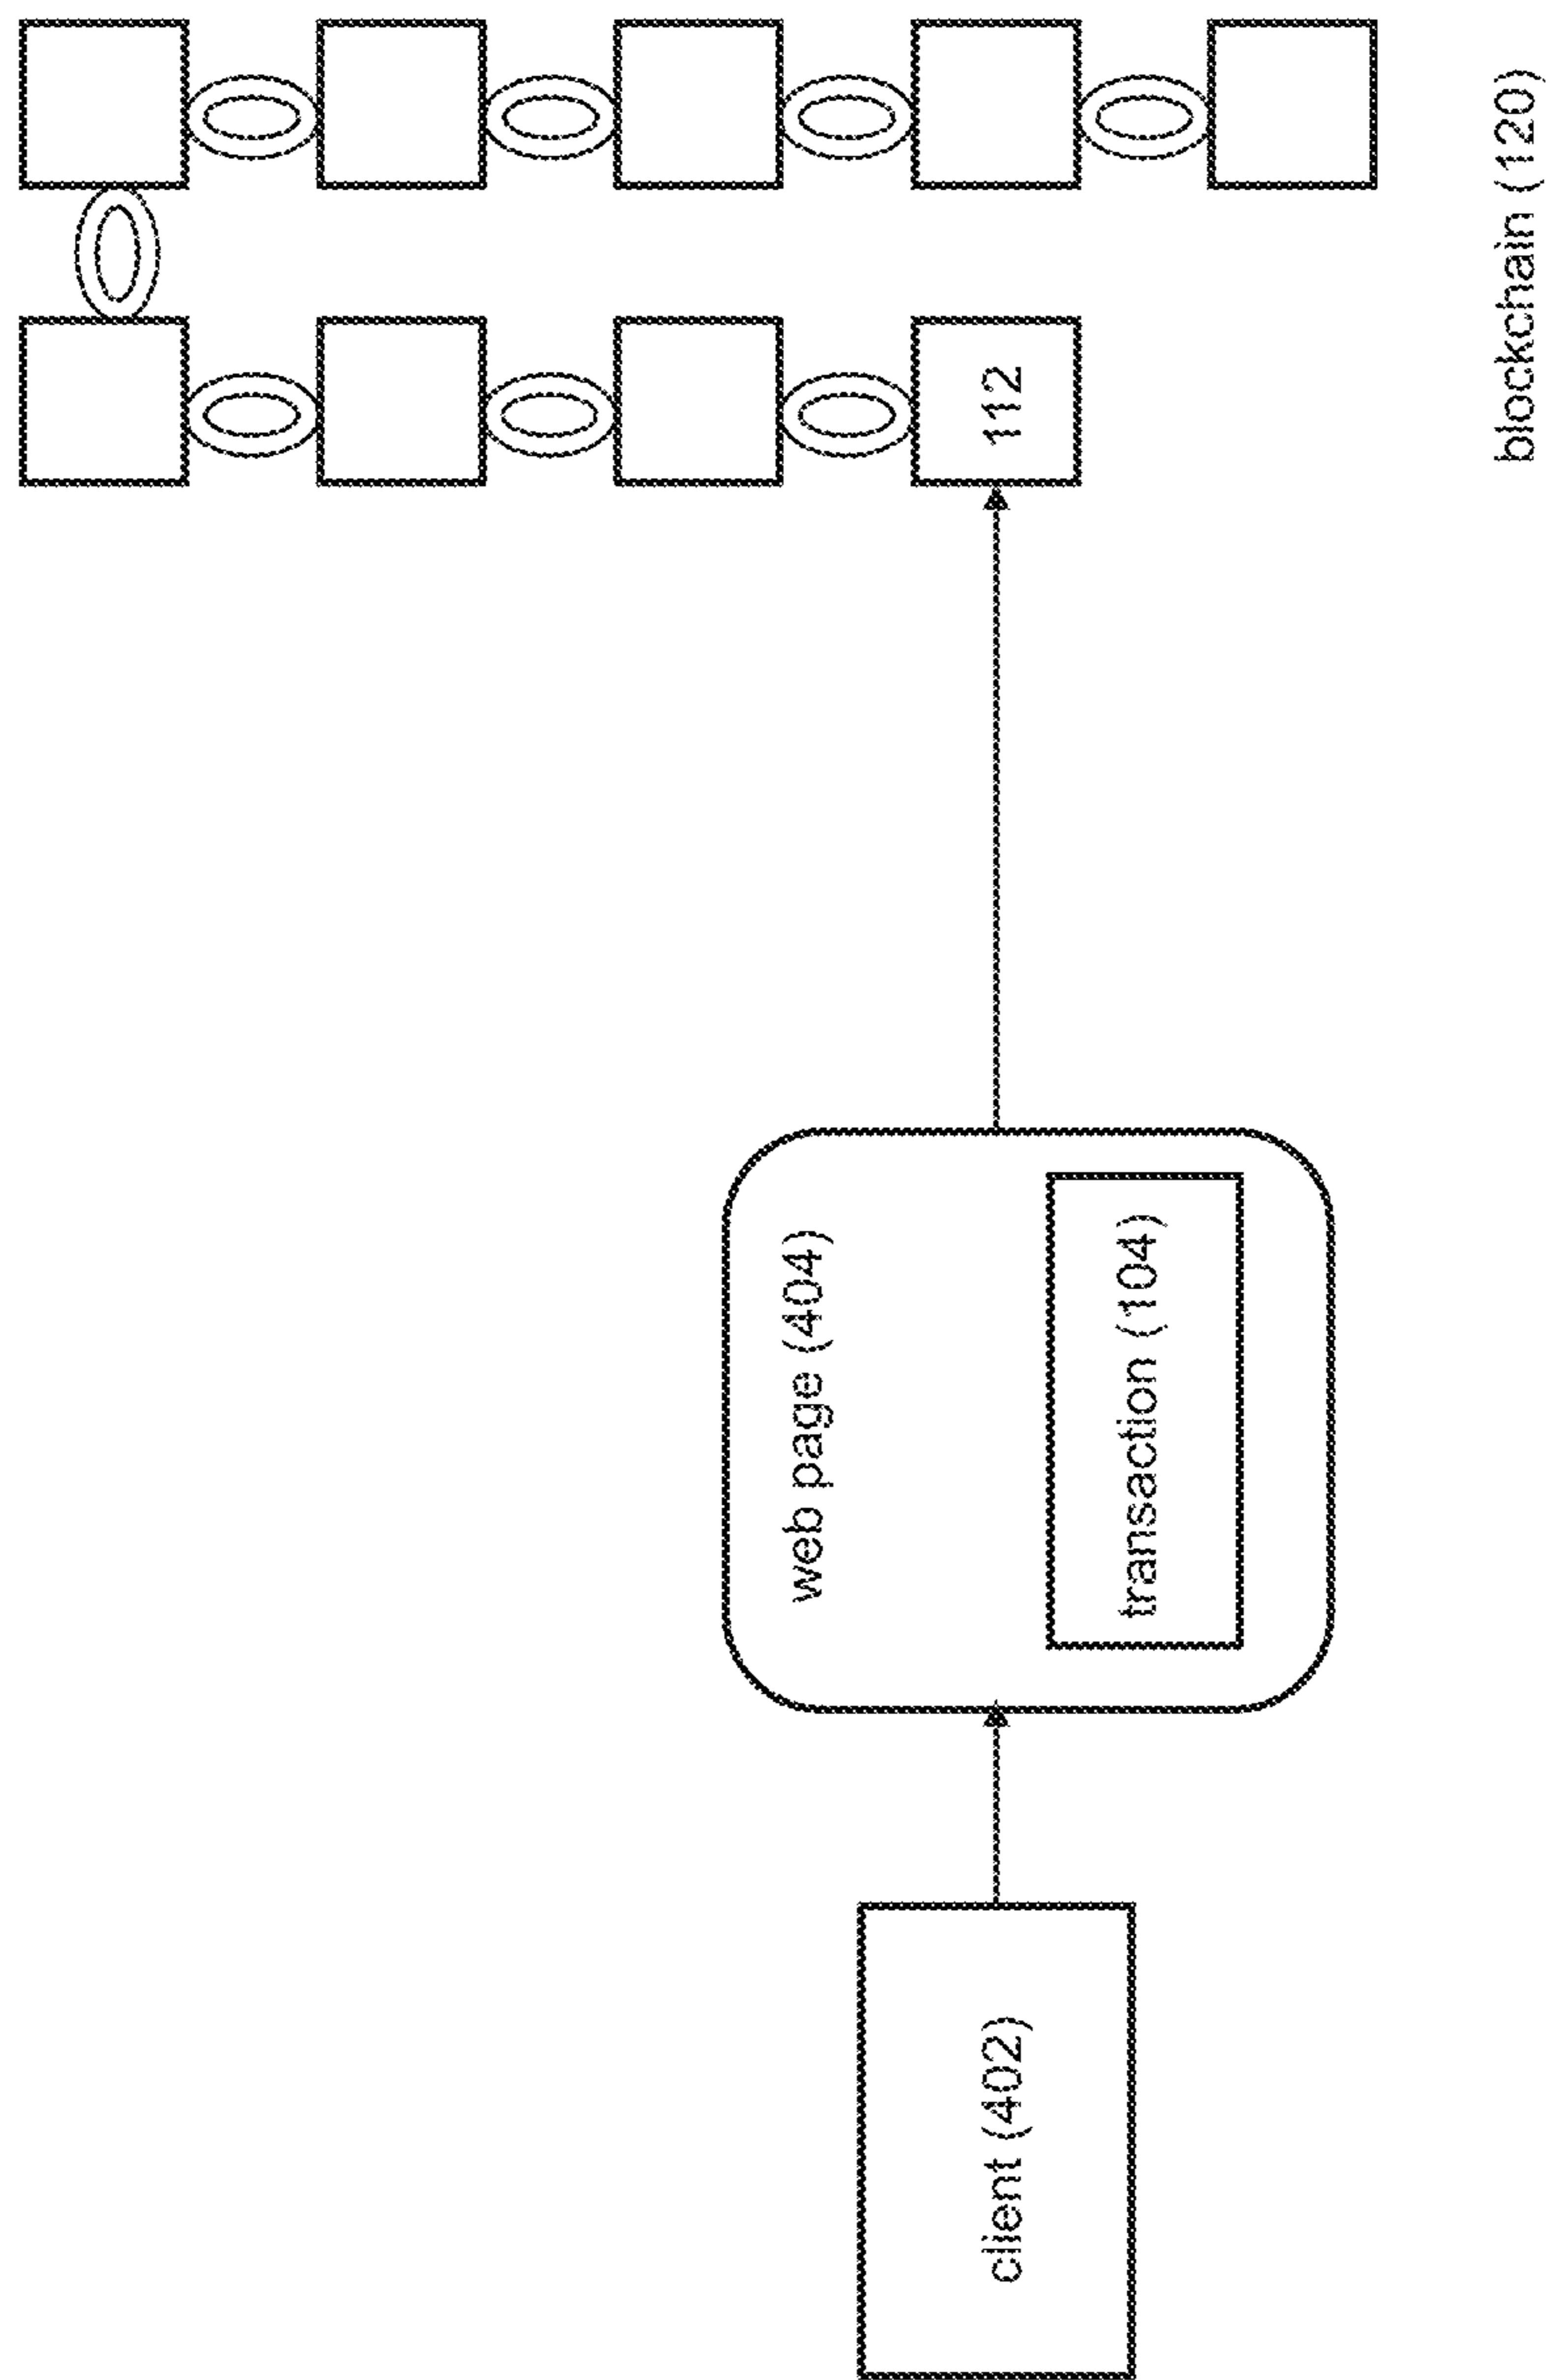 client (402)
web page (404)
transaction (104)
112
blockchain (120)